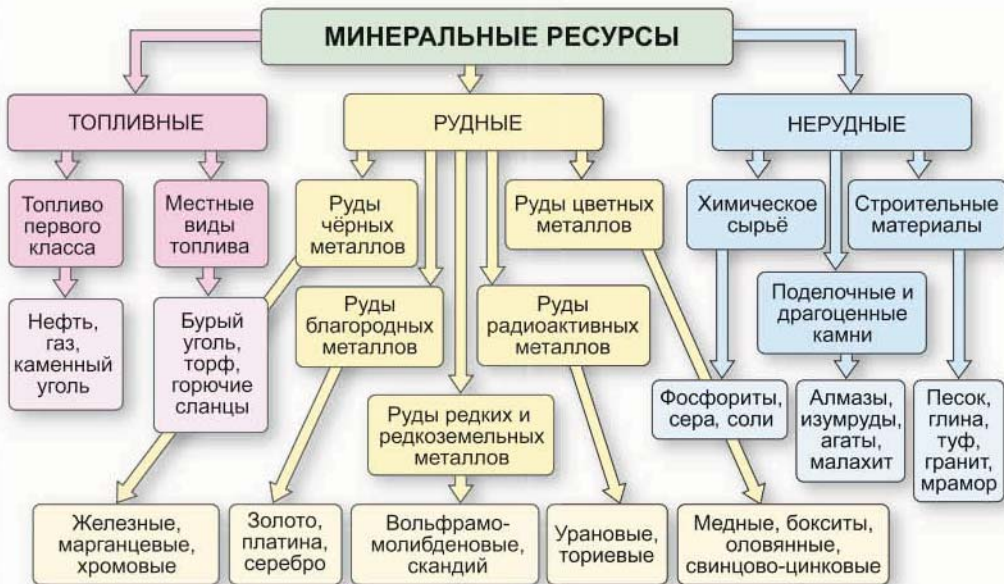 МИНЕРАЛЬНЫЕ РЕСУРСЫ
ТОПЛИВНЫЕ
РУДНЫЕ
НЕРУДНЫЕ
Топливо
первого
класса
Местные
виды
топлива
Руды
чёрных
металлов
Руды цветных
металлов
Химическое
сырьё
Строительные
материалы
Нефть,
газ,
каменный
уголь
Бурый
уголь,
торф,
горючие
сланцы
Руды
благородных
металлов
Руды
радиоактивных
металлов
Поделочные и
драгоценные
камни
Руды редких и
редкоземельных
металлов
Фосфориты,
сера, соли
Алмазы,
изумруды,
агаты,
малахит
Песок,
глина,
туф,
гранит,
мрамор
Железные,
марганцевые,
хромовые
Золото,
платина,
серебро
Вольфрамо-
молибденовые,
скандий
Урановые,
ториевые
Медные, бокситы,
оловянные,
свинцово-цинковые